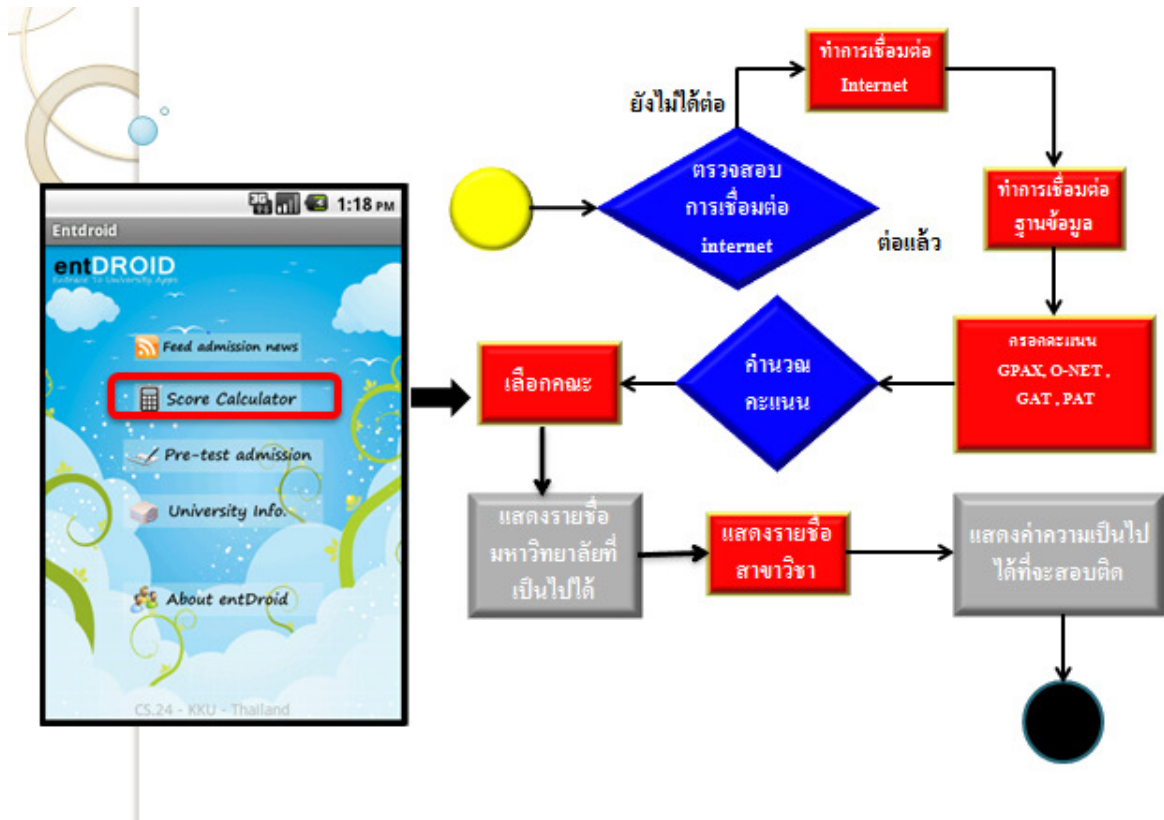 1:18 PM
Entdroid
entDROID
Entrance To University Apps
Feed admission news
Score Calculator
Pre-test admission
University Info.
About entDroid
CS.24 - KKU - Thailand
ยังไม่ได้ต่อ
ตรวจสอบ
การเชื่อมต่อ
internet
ต่อแล้ว
ทำการเชื่อมต่อ
Internet
ทำการเชื่อมต่อ
ฐานข้อมูล
กรอกคะแนน
GPAX, O-NET ,
GAT , PAT
คำนวณ
คะแนน
เลือกคณะ
แสดงรายชื่อ
มหาวิทยาลัยที่
เป็นไปได้
แสดงรายชื่อ
สาขาวิชา
แสดงค่าความเป็นไป
ได้ที่จะสอบติด